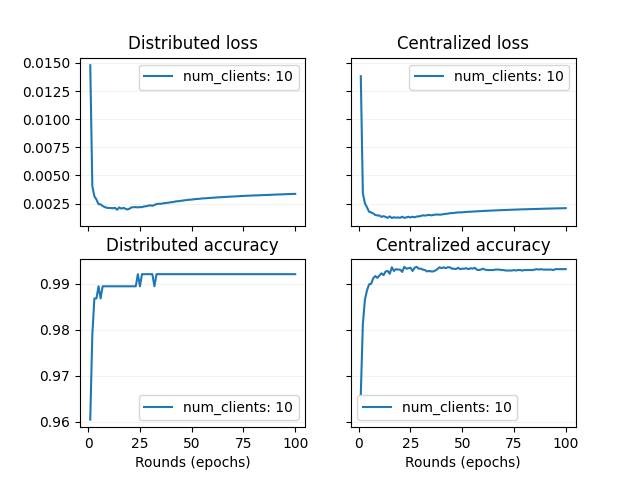 Distributed loss
Centralized loss
0.0150
0.0125
0.0100
0.0075
0.0050
0.0025
num_clients: 10
num_clients: 10
Distributed accuracy
Centralized accuracy
0.99
0.98
0.97
0.96
num_clients: 10
num_clients: 10
0 25 50 75 100
0 25 50 75 100
Rounds (epochs)
Rounds (epochs)